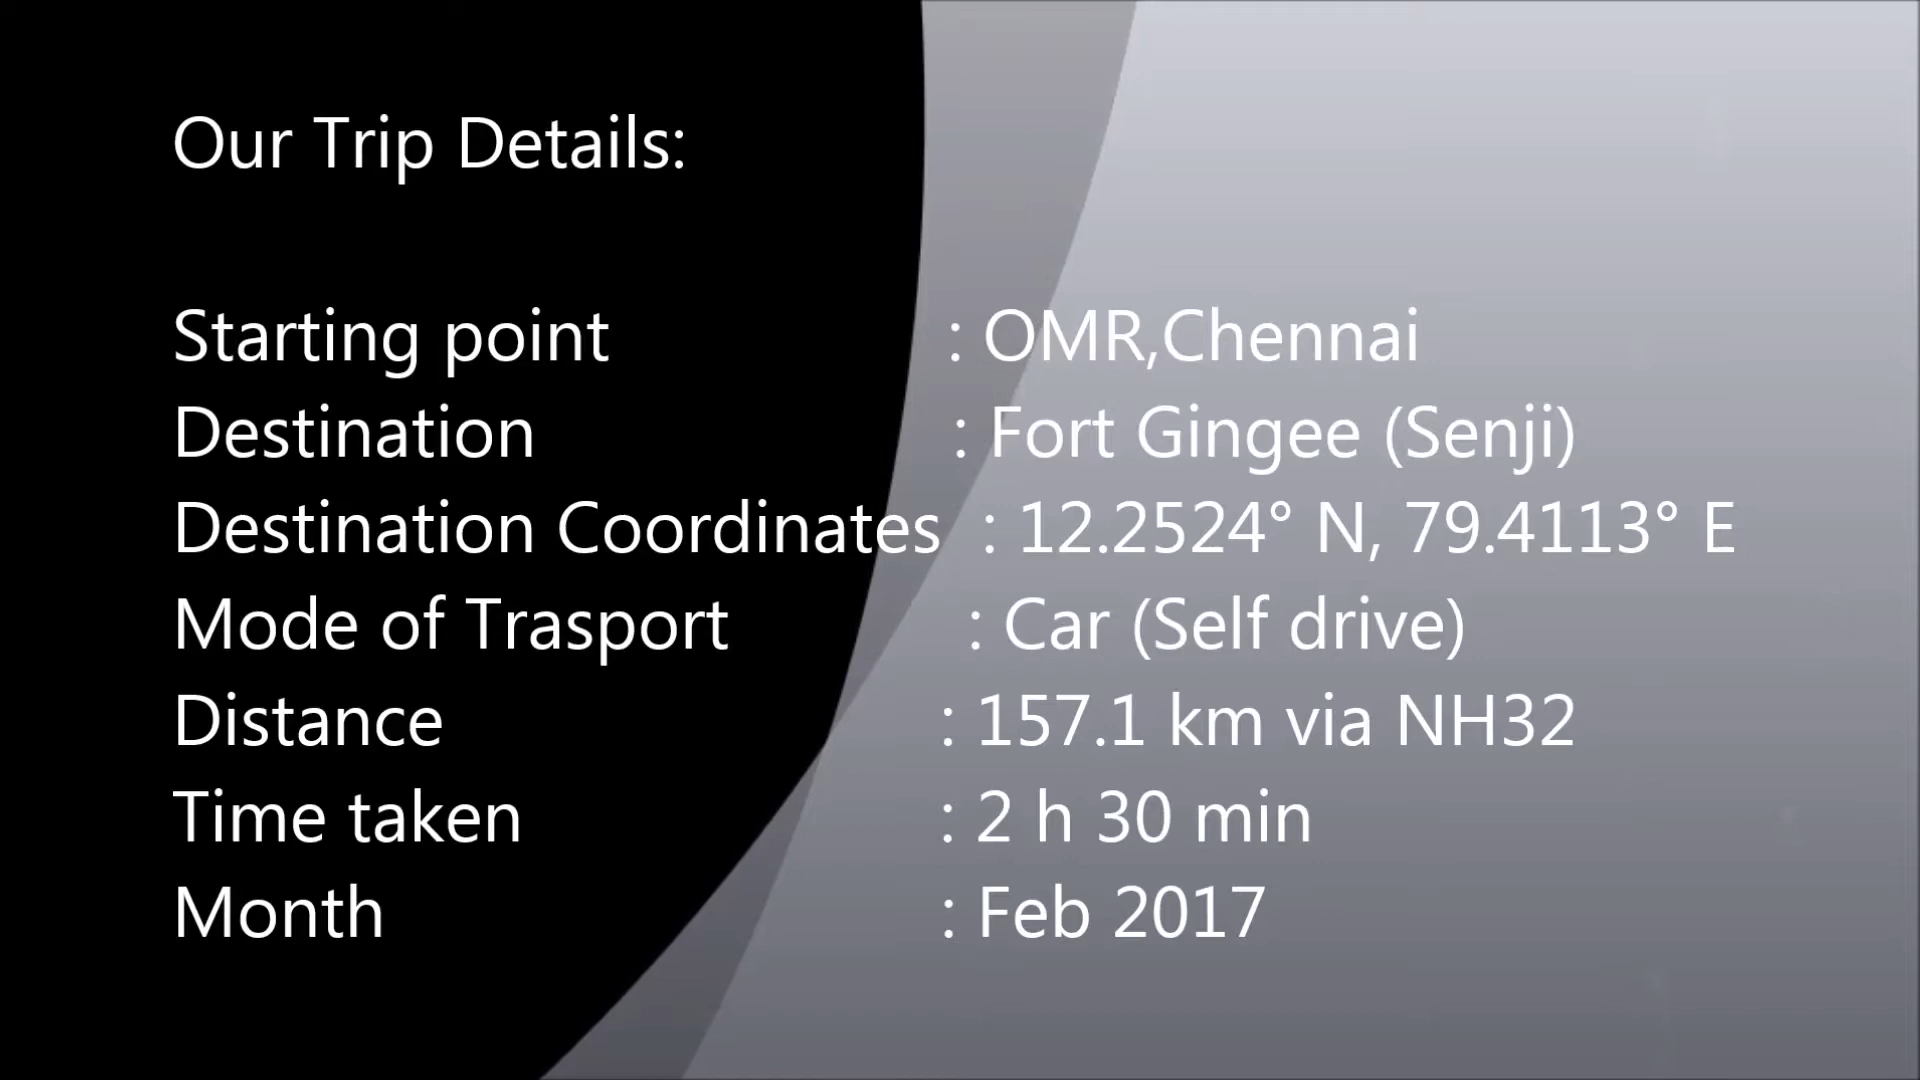 Our Trip Details:
Starting point : OMR,Chennai
Destination : Fort Gingee (Senji)
Destination Coordinates : 12.2524° N, 79.4113° E
Mode of Trasport : Car (Self drive)
Distance : 157.1 km via NH32
Time taken : 2 h 30 min
Month : Feb 2017